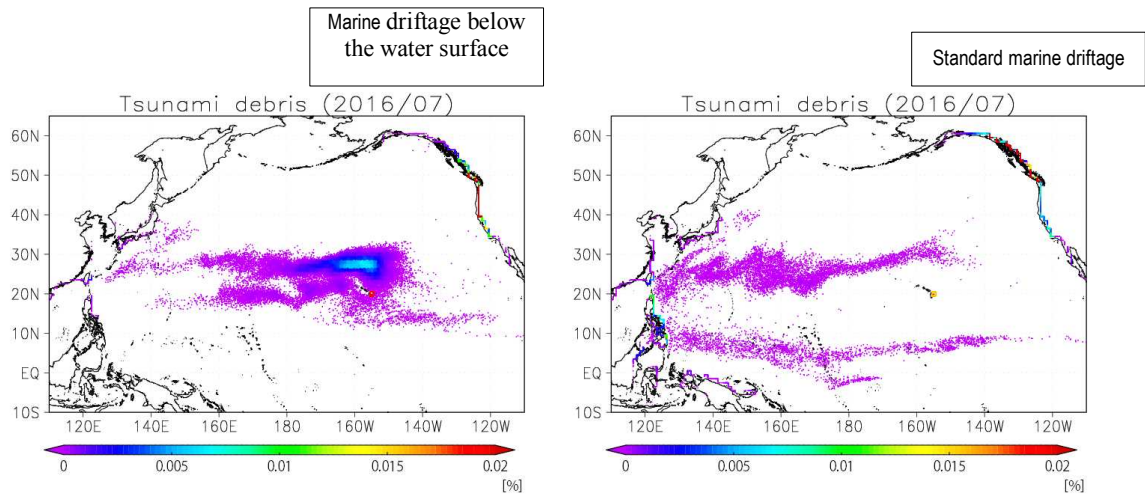 Marine driftage below
the water surface
Standard marine driftage
Tsunami debris (2016/07)
60N
50N
40N
30N
20N
10N
EQ
10S
120E 140E 160E 180 160W 140W 120W
0 0.005 0.01 0.015 0.02
[%]
Tsunami debris (2016/07)
60N
50N
40N
30N
20N
10N
EQ
10S
120E 140E 160E 180 160W 140W 120W
0 0.005 0.01 0.015 0.02
[%]